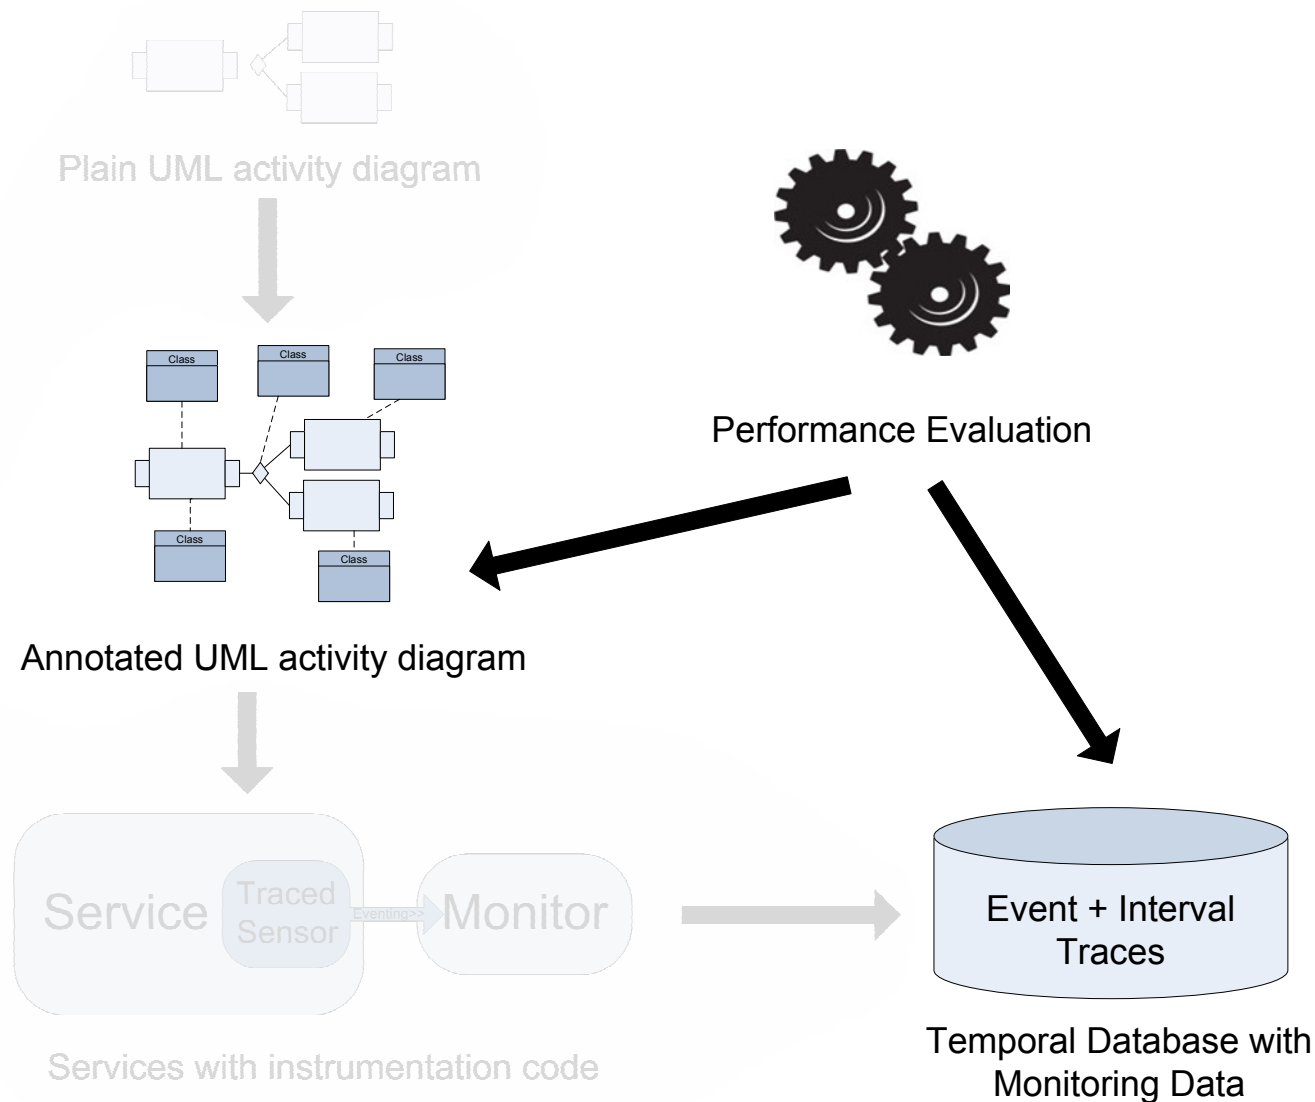 Plain UML activity diagram
Class
Class
Class
Performance Evaluation
Class
Class
Annotated UML activity diagram
Service
Traced
Sensor
Eventing>>
Monitor
Event + Interval
Traces
Services with instrumentation code
Temporal Database with
Monitoring Data